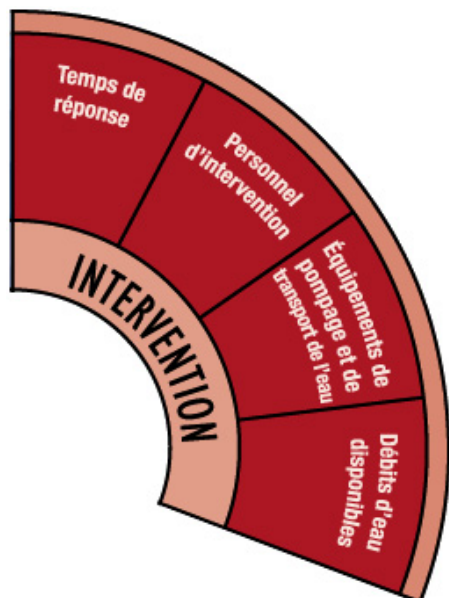 Temps de
réponse
Personnel
d'intervention
Équipements de
pompage et de
transport de l'eau
Débits d'eau
disponibles
INTERVENTION